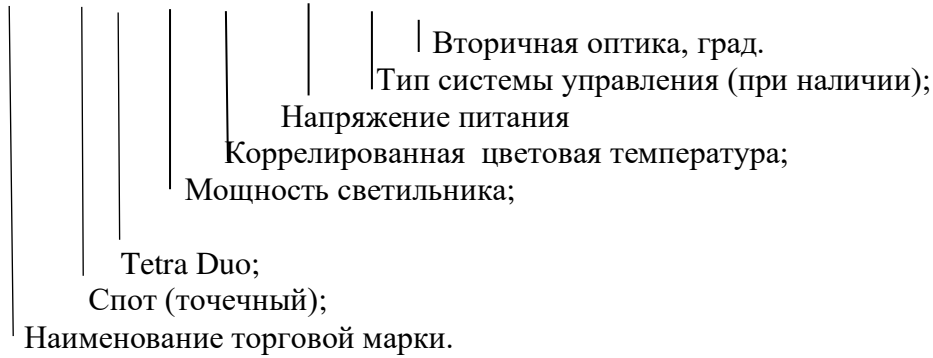 Вторичная оптика, град.
Тип системы управления (при наличии);
Напряжение питания
Коррелированная цветовая температура;
Мощность светильника;
Tetra Duo;
Спот (точечный);
Наименование торговой марки.